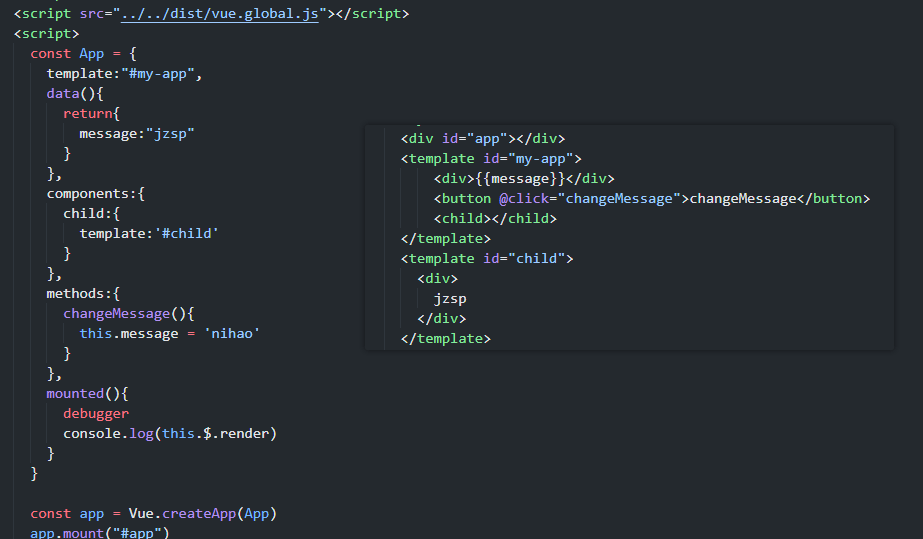 <script src="../../dist/vue.global.js"></script>
<script>
const App = {
template:"#my-app",
data(){
return{
message:"jzsp"
}
},
components:{
child:{
template:'#child'
}
},
methods:{
changeMessage(){
this.message = 'nihao'
}
},
mounted(){
debugger
console.log(this.$.render)
}
}
const app = Vue.createApp(App)
app.mount("#app")
<div id="app"></div>
<template id="my-app">
<div>{{message}}</div>
<button @click="changeMessage">changeMessage</button>
<child></child>
</template>
<template id="child">
<div>
jzsp
</div>
</template>